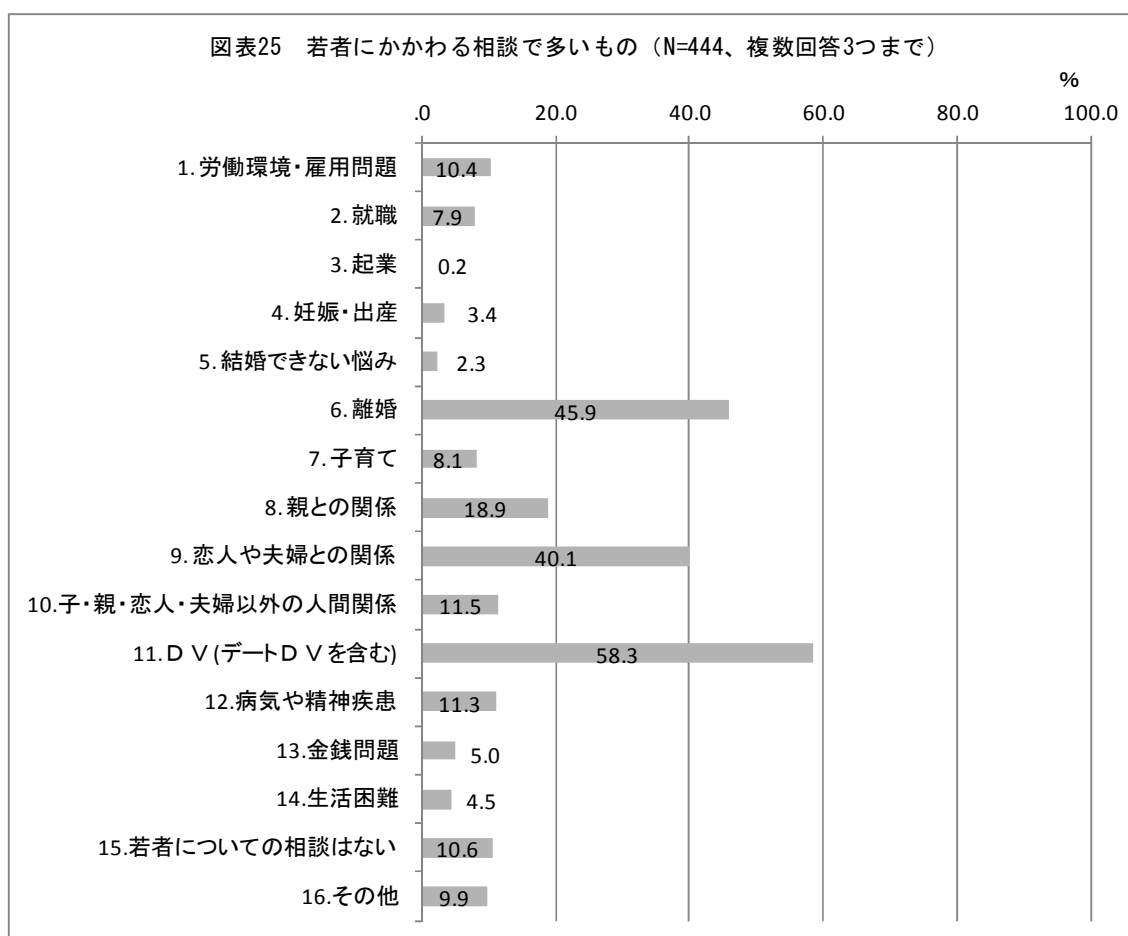 図表25　若者にかかわる相談で多いもの（N=444、複数回答3つまで）
%
.0 20.0 40.0 60.0 80.0 100.0
1.労働環境・雇用問題 10.4
2.就職 7.9
3.起業 0.2
4.妊娠・出産 3.4
5.結婚できない悩み 2.3
6.離婚 45.9
7.子育て 8.1
8.親との関係 18.9
9.恋人や夫婦との関係 40.1
10.子・親・恋人・夫婦以外の人間関係 11.5
11.ＤＶ(デートＤＶを含む) 58.3
12.病気や精神疾患 11.3
13.金銭問題 5.0
14.生活困難 4.5
15.若者についての相談はない 10.6
16.その他 9.9